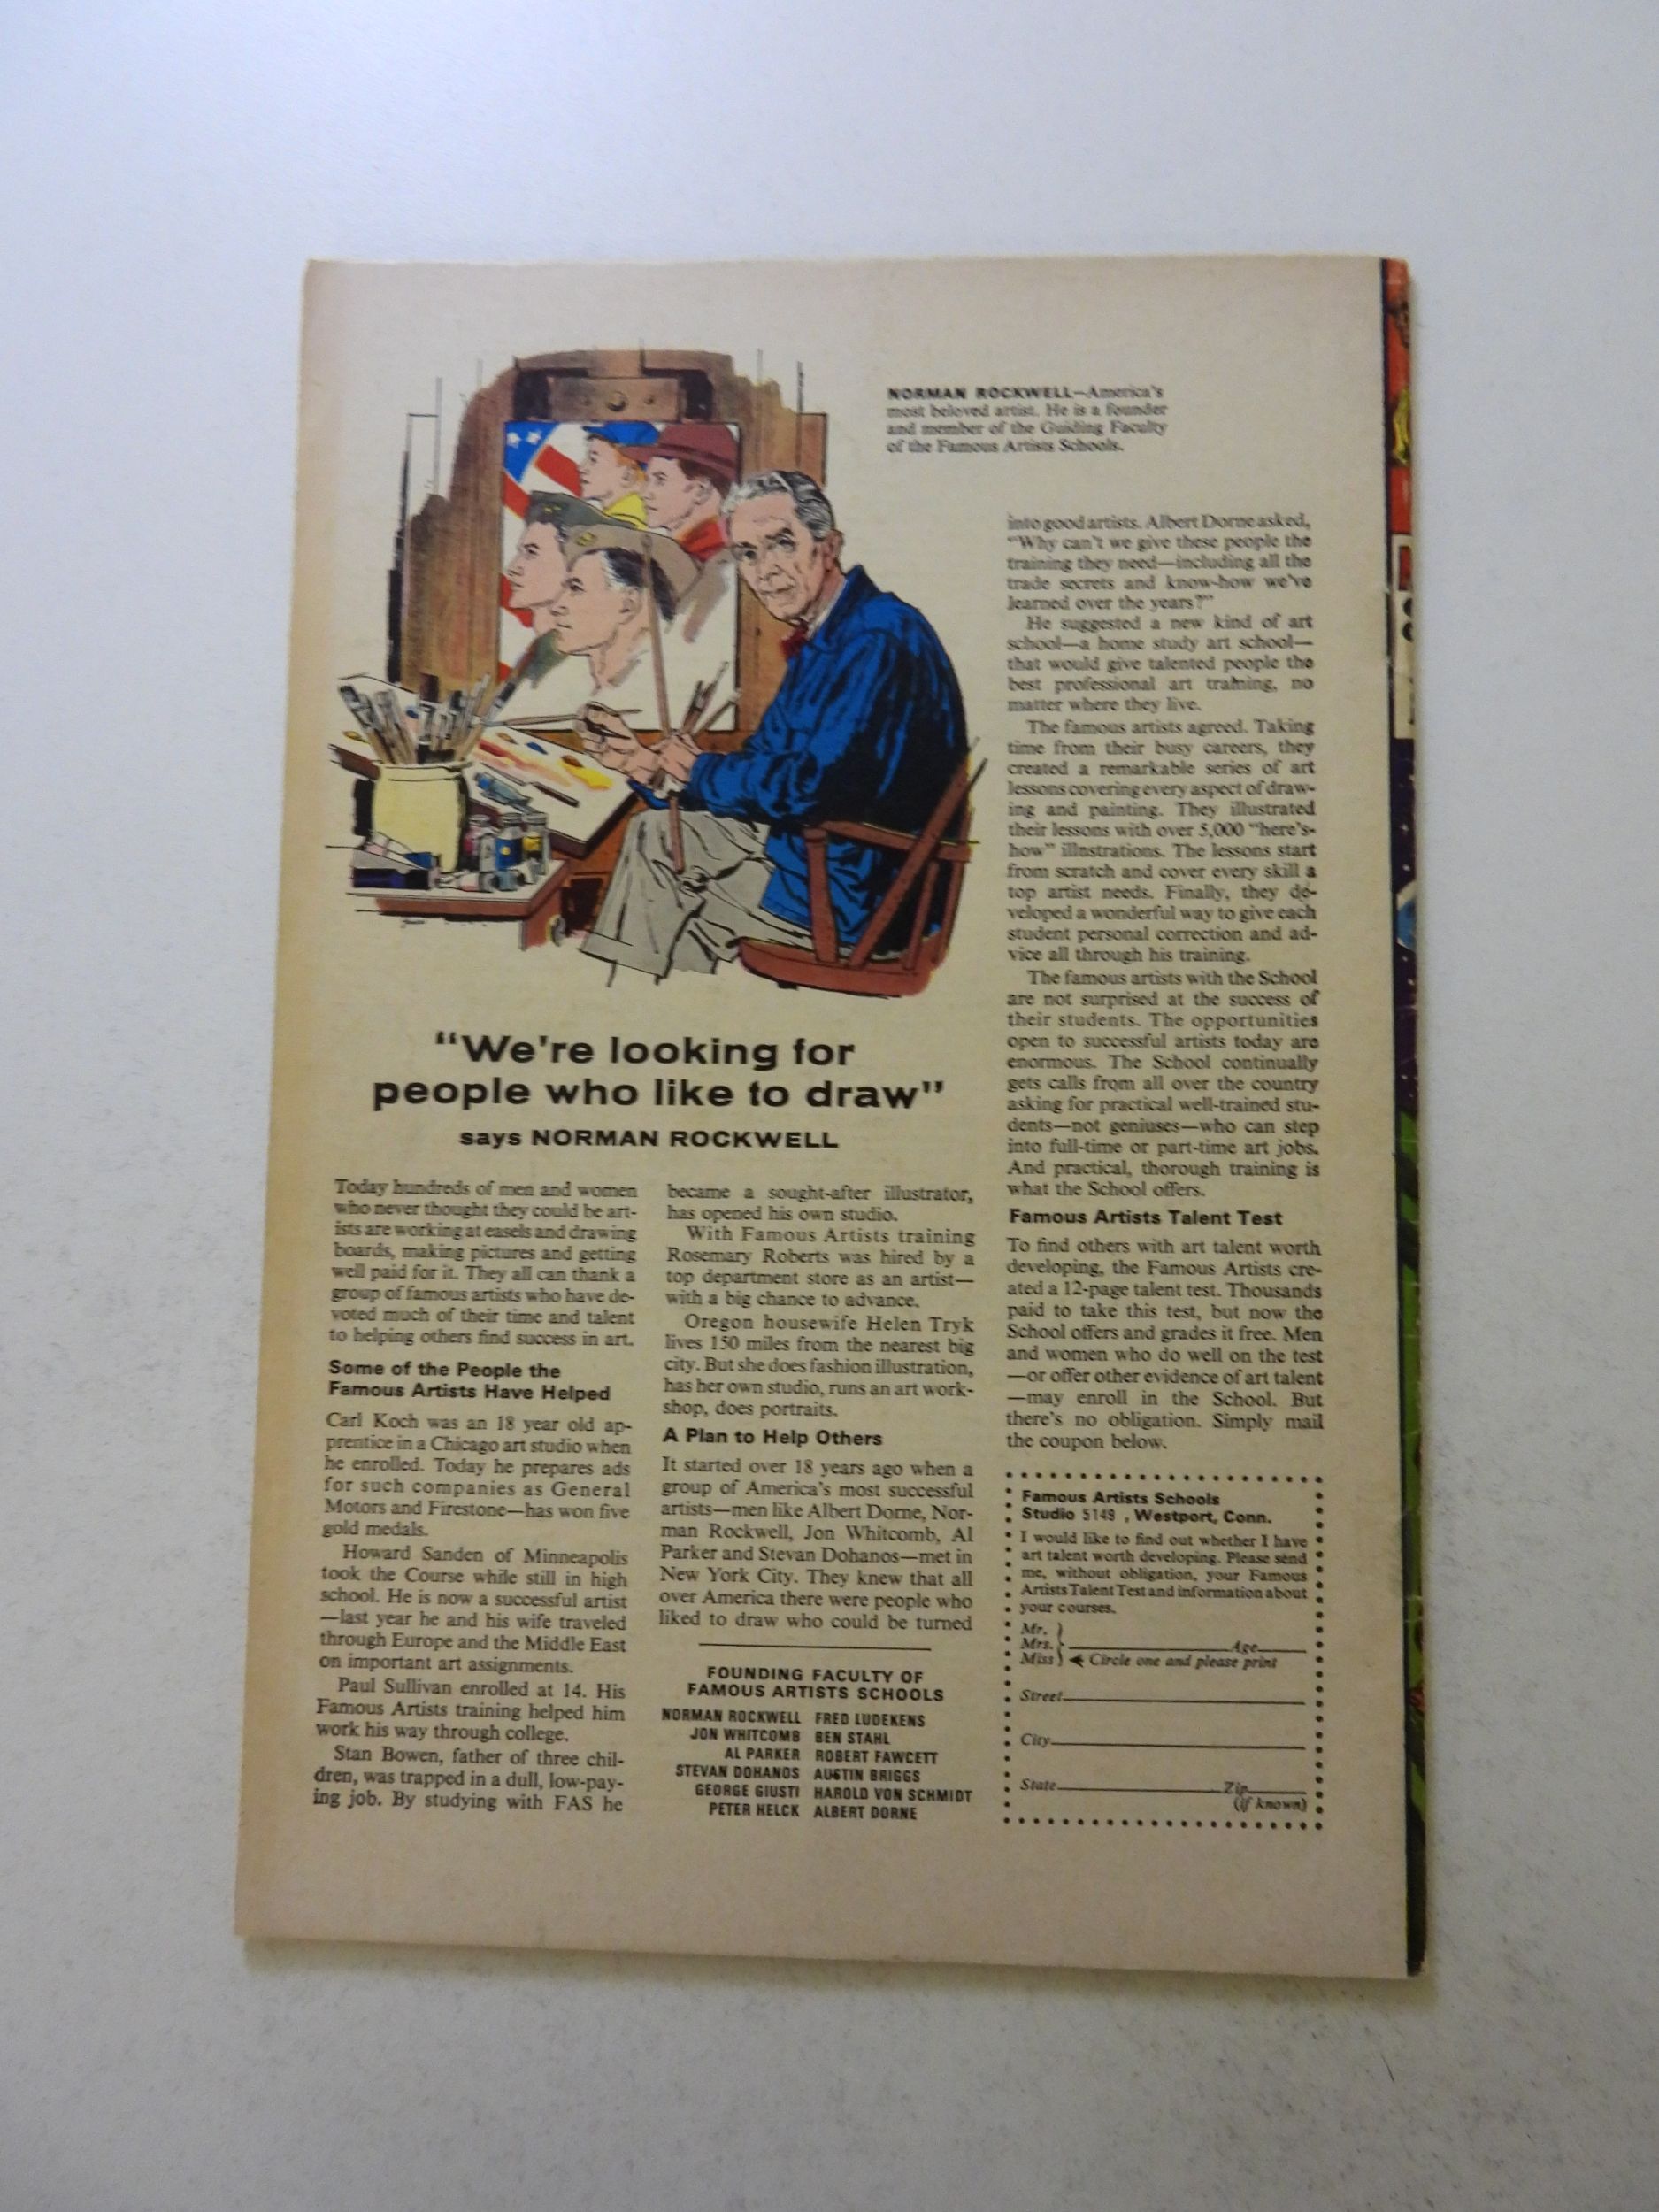 NORMAN ROCKWELL—America's
most beloved artist. He is a founder
and member of the Guiding Faculty
of the Famous Artists Schools.
"We're looking for
people who like to draw"
says NORMAN ROCKWELL
Today hundreds of men and women
who never thought they could be art-
ists are working at easels and drawing
boards, making pictures and getting
well paid for it. They all can thank a
group of famous artists who have de-
voted much of their time and talent
to helping others find success in art.
Some of the People the
Famous Artists Have Helped
Carl Koch was an 18 year old ap-
prentice in a Chicago art studio when
he enrolled. Today he prepares ads
for such companies as General
Motors and Firestone—has won five
gold medals.
Howard Sanden of Minneapolis
took the Course while still in high
school. He is now a successful artist
—last year he and his wife traveled
through Europe and the Middle East
on important art assignments.
Paul Sullivan enrolled at 14. His
Famous Artists training helped him
work his way through college.
Stan Bowen, father of three chil-
dren, was trapped in a dull, low-pay-
ing job. By studying with FAS he
became a sought-after illustrator,
has opened his own studio.
With Famous Artists training
Rosemary Roberts was hired by a
top department store as an artist—
with a big chance to advance.
Oregon housewife Helen Tryk
lives 150 miles from the nearest big
city. But she does fashion illustration,
has her own studio, runs an art work-
shop, does portraits.
A Plan to Help Others
It started over 18 years ago when a
group of America's most successful
artists—men like Albert Dorne, Nor-
man Rockwell, Jon Whitcomb, Al
Parker and Stevan Dohanos—met in
New York City. They knew that all
over America there were people who
liked to draw who could be turned
FOUNDING FACULTY OF
FAMOUS ARTISTS SCHOOLS
NORMAN ROCKWELL FRED LUDEKENS
JON WHITCOMB BEN STAHL
AL PARKER ROBERT FAWCETT
STEVAN DOHANOS AUSTIN BRIGGS
GEORGE GIUSTI HAROLD VON SCHMIDT
PETER HELCK ALBERT DORNE
into good artists. Albert Dorne asked,
"Why can't we give these people the
training they need—including all the
trade secrets and know-how we've
learned over the years?"
He suggested a new kind of art
school—a home study art school—
that would give talented people the
best professional art training, no
matter where they live.
The famous artists agreed. Taking
time from their busy careers, they
created a remarkable series of art
lessons covering every aspect of draw-
ing and painting. They illustrated
their lessons with over 5,000 "here's-
how" illustrations. The lessons start
from scratch and cover every skill a
top artist needs. Finally, they de-
veloped a wonderful way to give each
student personal correction and ad-
vice all through his training.
The famous artists with the School
are not surprised at the success of
their students. The opportunities
open to successful artists today are
enormous. The School continually
gets calls from all over the country
asking for practical well-trained stu-
dents—not geniuses—who can step
into full-time or part-time art jobs.
And practical, thorough training is
what the School offers.
Famous Artists Talent Test
To find others with art talent worth
developing, the Famous Artists cre-
ated a 12-page talent test. Thousands
paid to take this test, but now the
School offers and grades it free. Men
and women who do well on the test
—or offer other evidence of art talent
—may enroll in the School. But
there's no obligation. Simply mail
the coupon below.
Famous Artists Schools
Studio 5149 , Westport, Conn.
I would like to find out whether I have
art talent worth developing. Please send
me, without obligation, your Famous
Artists Talent Test and information about
your courses.
Mr.
Mrs. Age
Miss Circle one and please print
Street
City
State Zip
(if known)